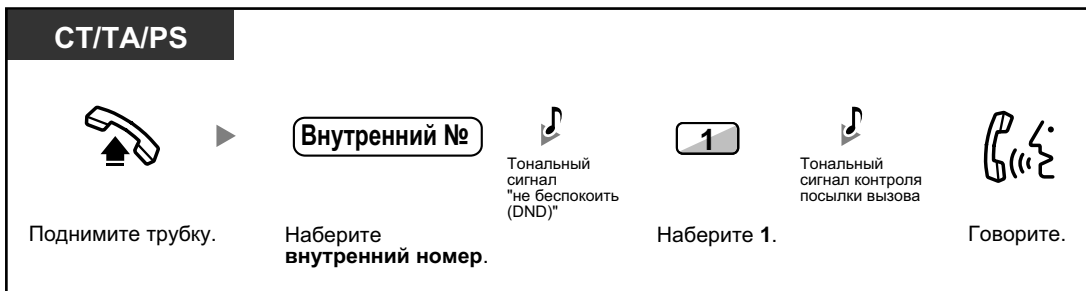 CT/TA/PS
Внутренний №
1
Тональный
сигнал
"не беспокоить
(DND)"
Тональный
сигнал контроля
посылки вызова
Поднимите трубку.
Наберите
внутренний номер.
Наберите 1.
Говорите.